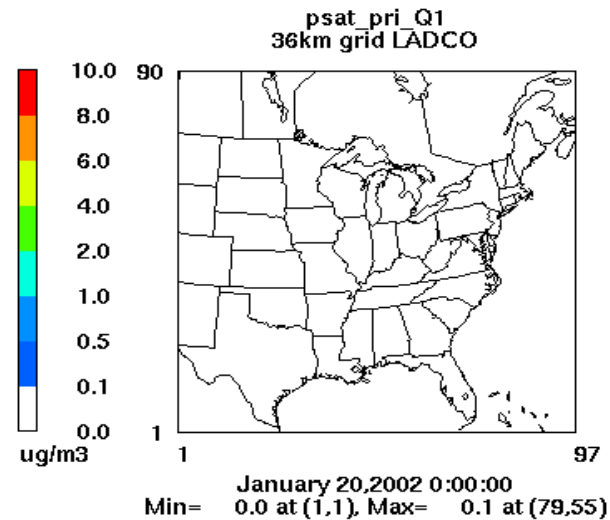 psat_pri_Q1
36km grid LADCO
10.0
8.0
6.0
4.0
2.0
1.0
0.5
0.1
0.0
ug/m3
90
1
1
97
January 20,2002 0:00:00
Min= 0.0 at (1,1), Max= 0.1 at (79,55)